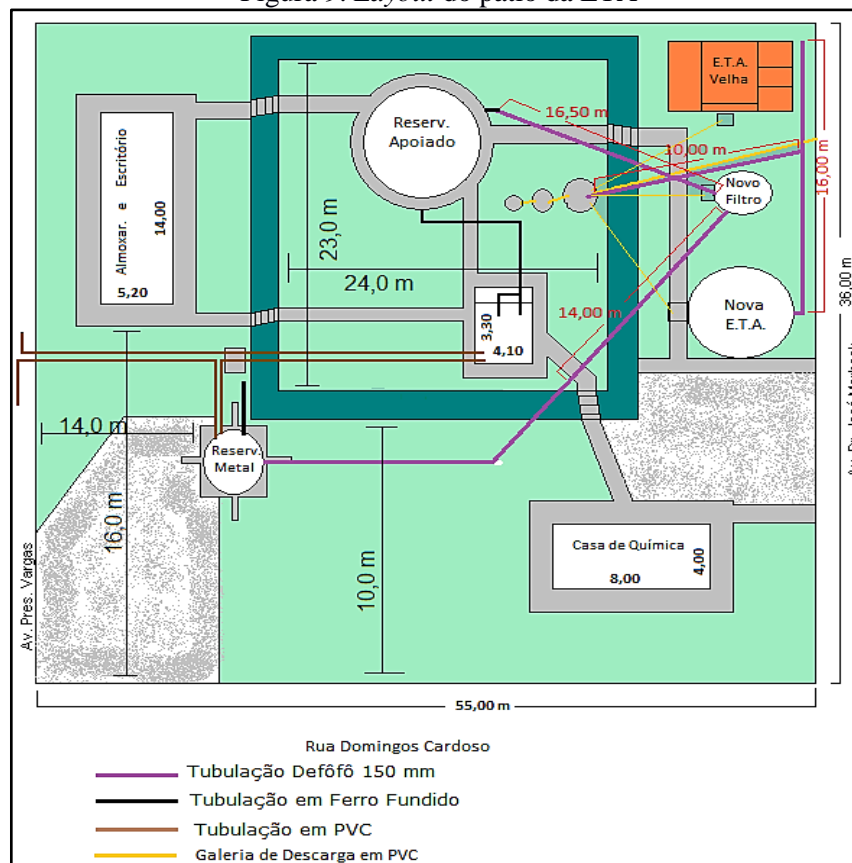 Figura 9: Layout do pátio da ETA
E.T.A.
Velha
Reserv.
Apoiado
16,50 m
10,00 m
16,00 m
Almoxar. e Escritório
14,00
5,20
Novo
Filtro
23,0 m
24,0 m
36,00 m
Nova
E.T.A.
14,00 m
3,30
4,10
14,0 m
Reserv.
Metal
Av. Dr. José
16,0 m
10,0 m
Casa de Química
4,00
8,00
Av. Pres. Vargas
55,00 m
Rua Domingos Cardoso
Tubulação Defôfô 150 mm
Tubulação em Ferro Fundido
Tubulação em PVC
Galeria de Descarga em PVC